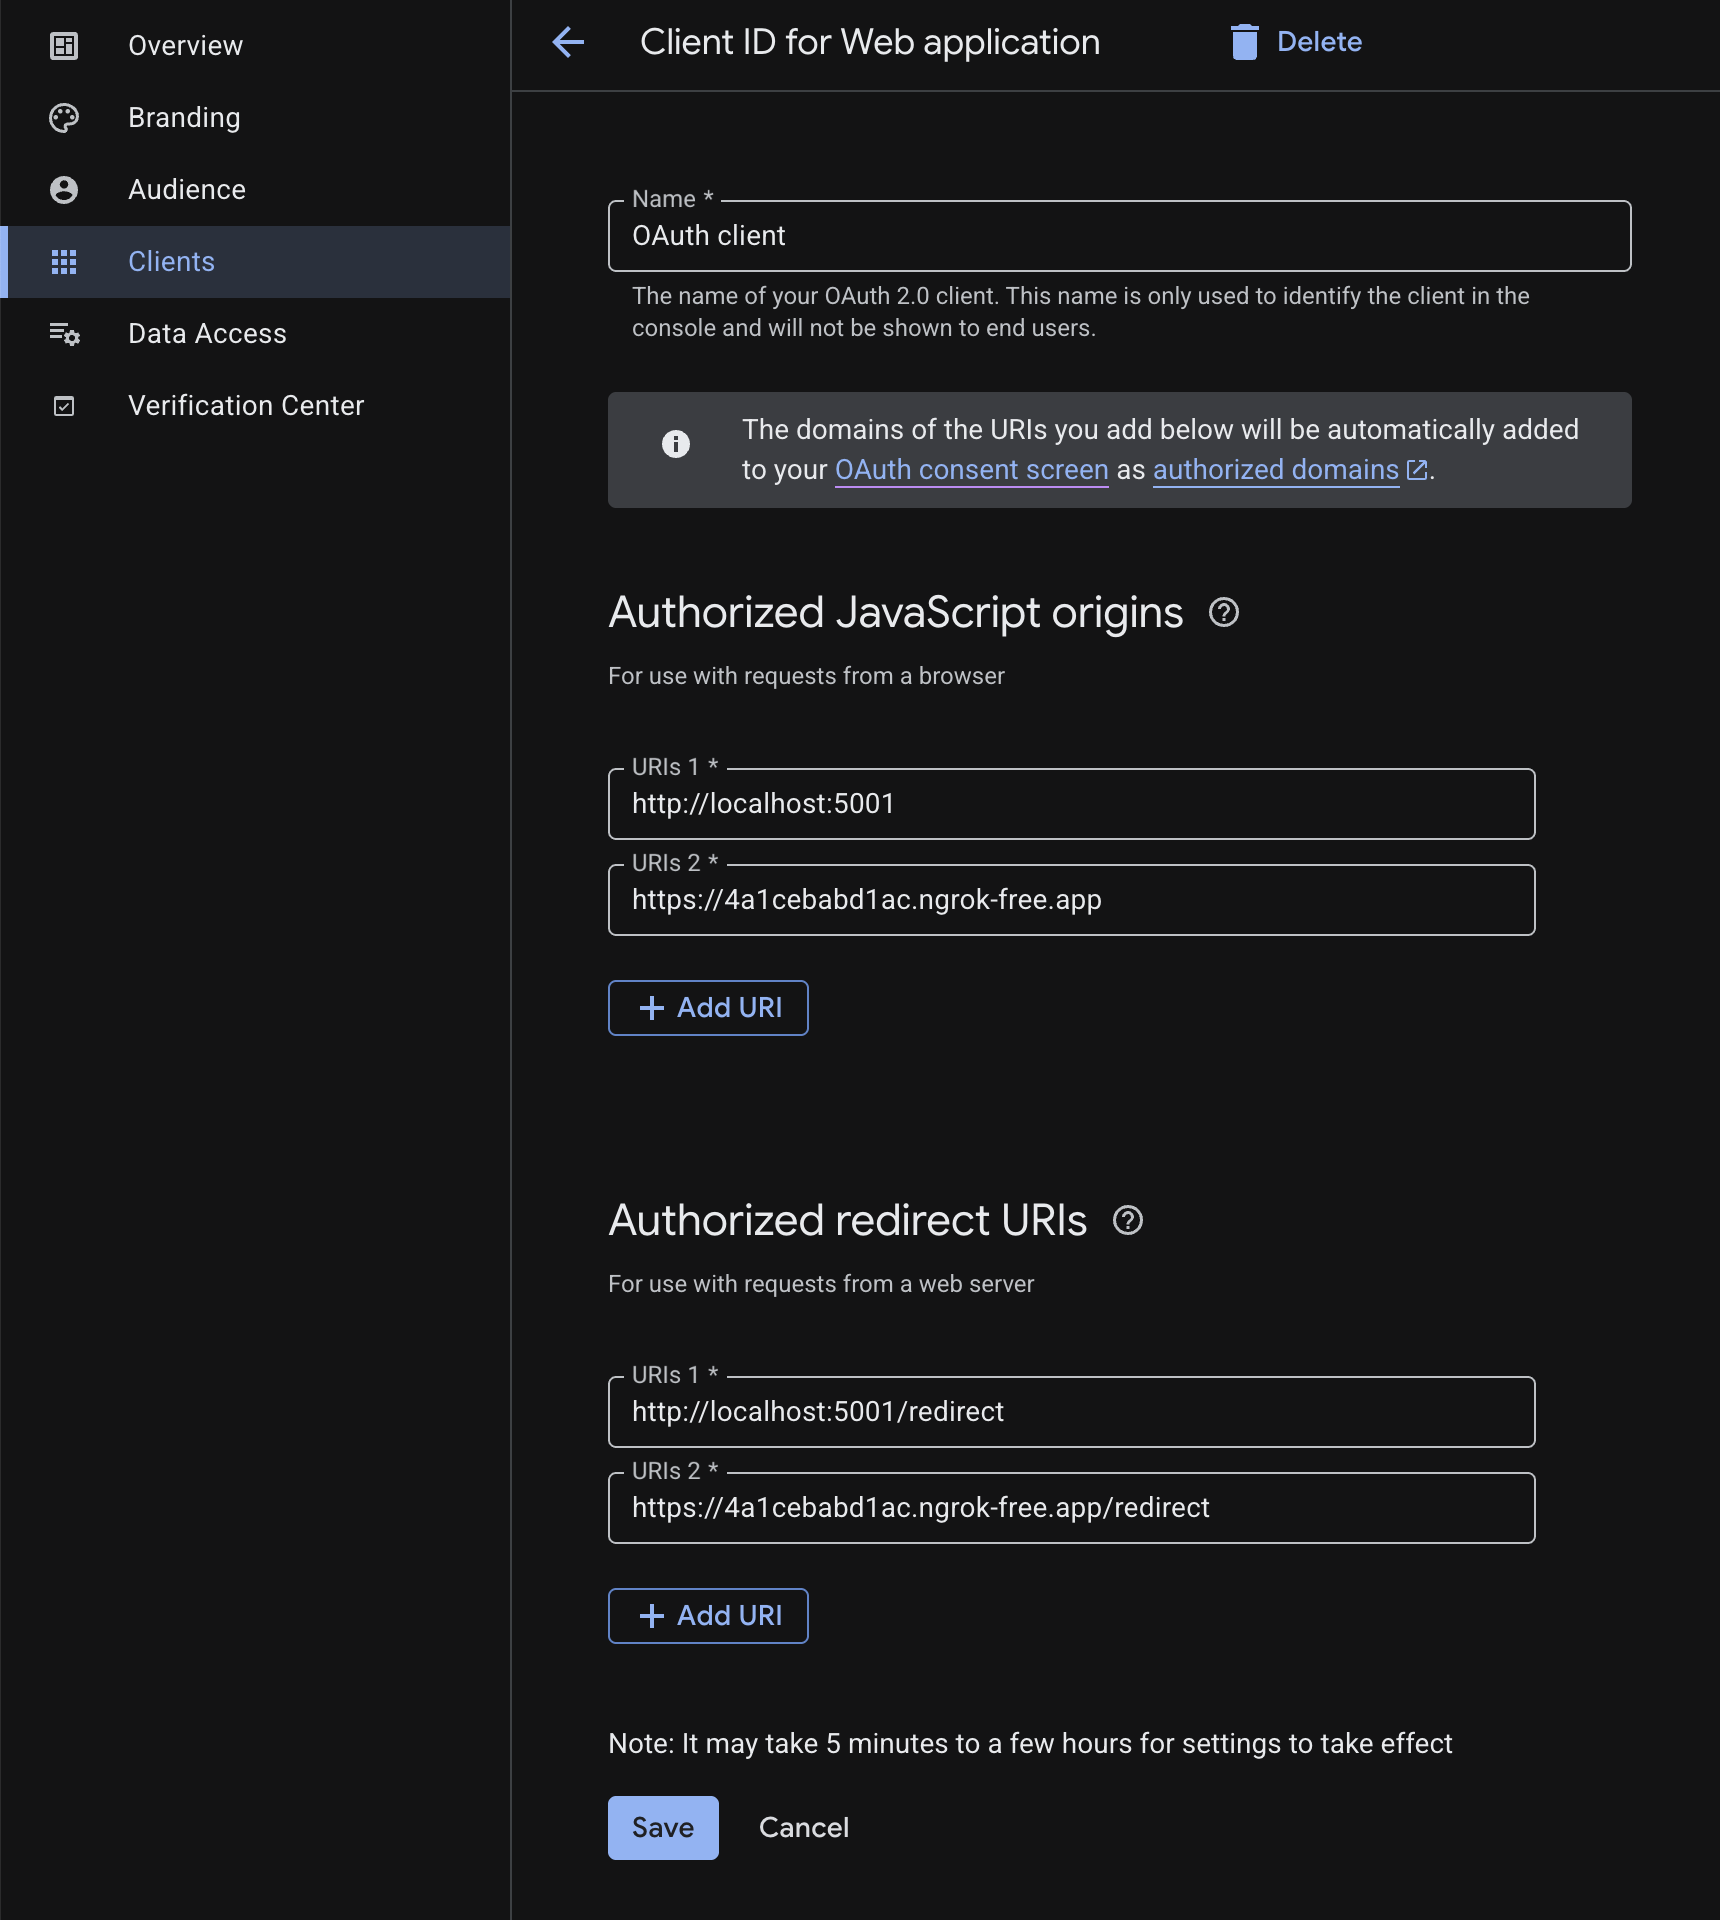 Overview
Branding
Audience
Clients
Data Access
Verification Center
Client ID for Web application
Delete
Name *
OAuth client
The name of your OAuth 2.0 client. This name is only used to identify the client in the
console and will not be shown to end users.
The domains of the URIs you add below will be automatically added
to your OAuth consent screen as authorized domains.
Authorized JavaScript origins
For use with requests from a browser
URIs 1 *
http://localhost:5001
URIs 2 *
https://4a1cebabd1ac.ngrok-free.app
Add URI
Authorized redirect URIs
For use with requests from a web server
URIs 1 *
http://localhost:5001/redirect
URIs 2 *
https://4a1cebabd1ac.ngrok-free.app/redirect
Add URI
Note: It may take 5 minutes to a few hours for settings to take effect
Save
Cancel